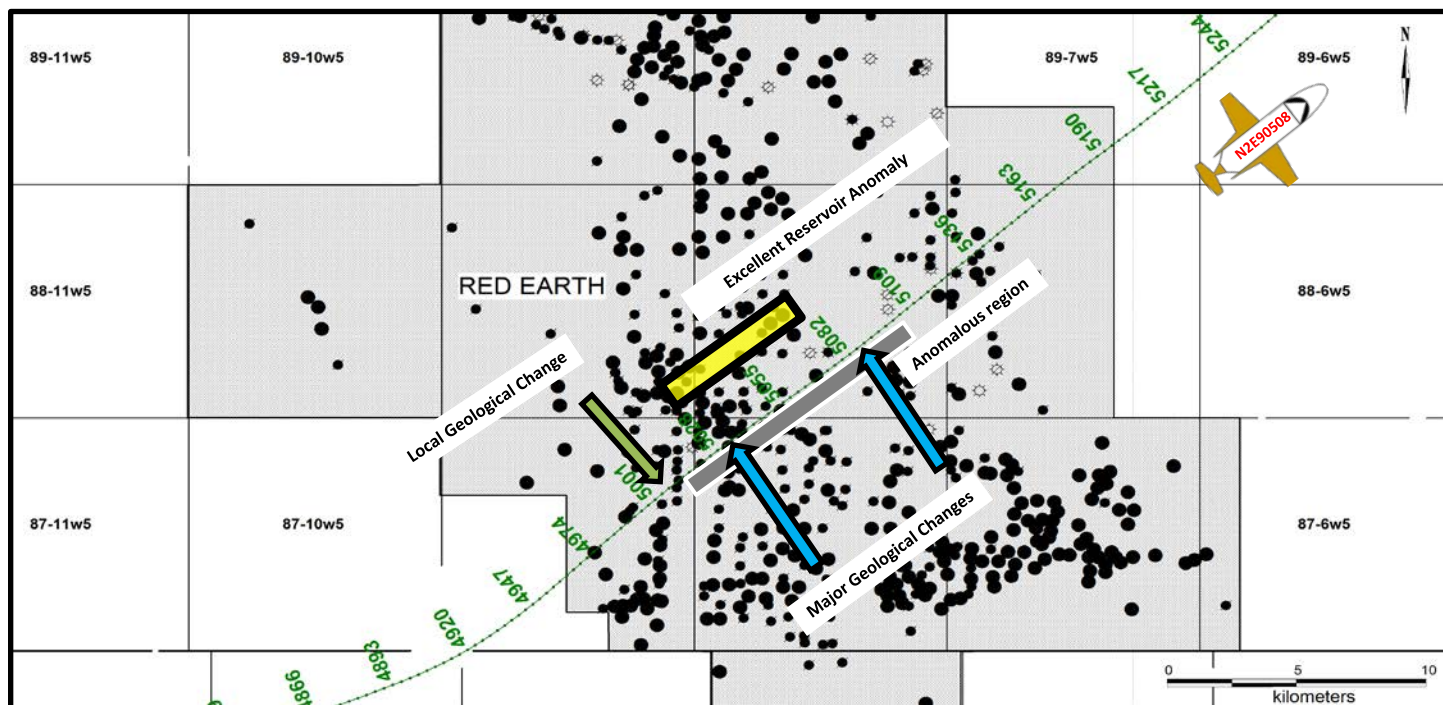 89-11w5
89-10w5
89-7w5
89-6w5
N
5244
5217
5190
5163
5136
5109
5082
5055
5001
4974
4947
4920
4893
4866
N2E90508
Excellent Reservoir Anomaly
RED EARTH
88-11w5
88-6w5
Local Geological Change
Anomalous region
Major Geological Changes
87-11w5
87-10w5
87-6w5
0 5 10
kilometers